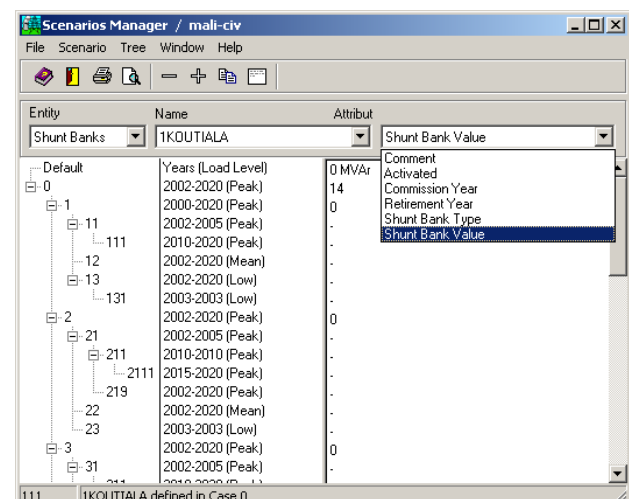 Scenarios Manager / mali-civ
File Scenario Tree Window Help
Entity Name Attribut
Shunt Banks 1KOUTIALA Shunt Bank Value
Comment
Activated
Commission Year
Retirement Year
Shunt Bank Type
Shunt Bank Value
Default Years (Load Level) 0 MVAr
0 2002-2020 (Peak) 14
1 2000-2020 (Peak) 0
11 2002-2005 (Peak) .
111 2010-2020 (Peak) .
12 2002-2020 (Mean) .
13 2002-2020 (Low) .
131 2003-2003 (Low) .
2 2002-2020 (Peak) 0
21 2002-2005 (Peak) .
211 2010-2010 (Peak) .
2111 2015-2020 (Peak) .
219 2002-2020 (Peak) .
22 2002-2020 (Mean) .
23 2003-2003 (Low) .
3 2002-2020 (Peak) 0
31 2002-2005 (Peak) .
111 1KOUTIALA defined in Case 0